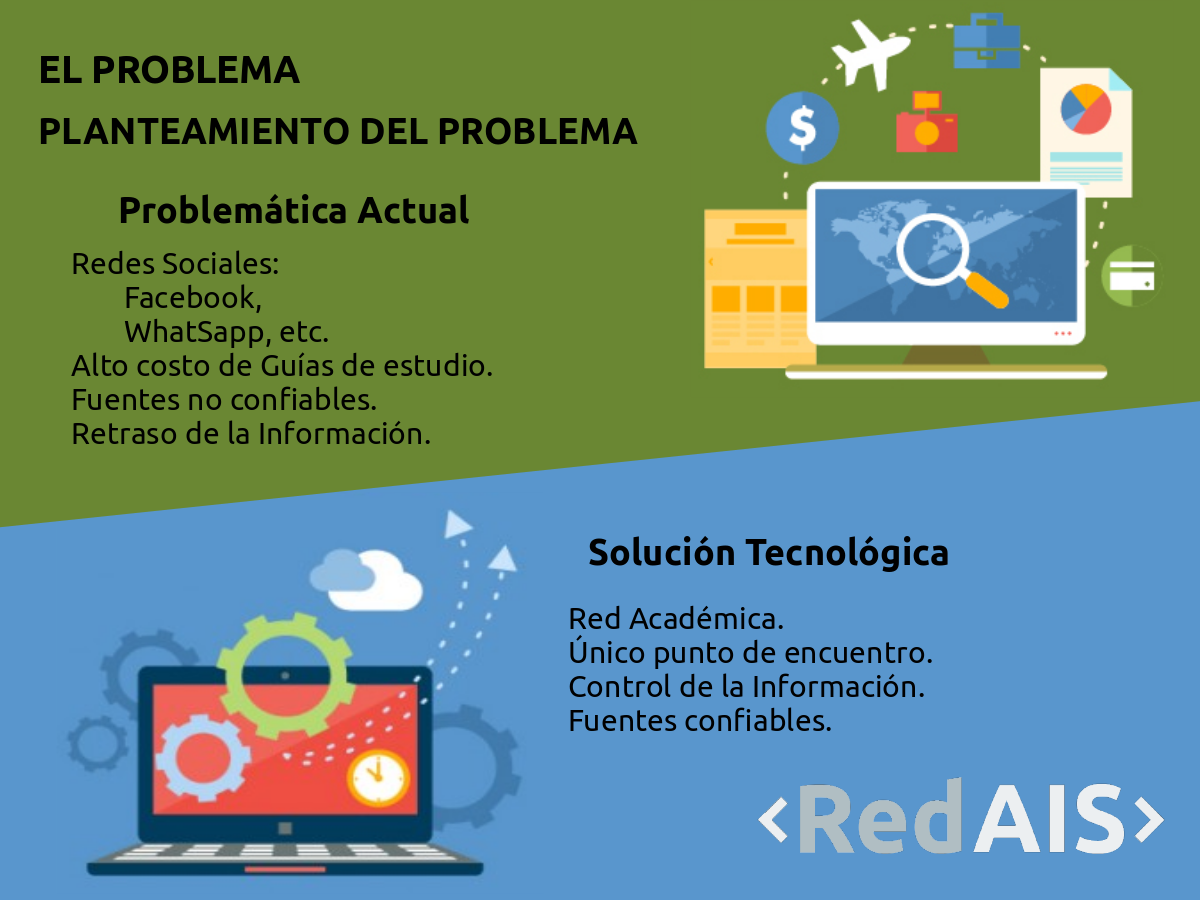 EL PROBLEMA
PLANTEAMIENTO DEL PROBLEMA
Problemática Actual
Redes Sociales:
Facebook,
WhatSapp, etc.
Alto costo de Guías de estudio.
Fuentes no confiables.
Retraso de la Información.
$
Solución Tecnológica
Red Académica.
Único punto de encuentro.
Control de la Información.
Fuentes confiables.
<RedAIS>